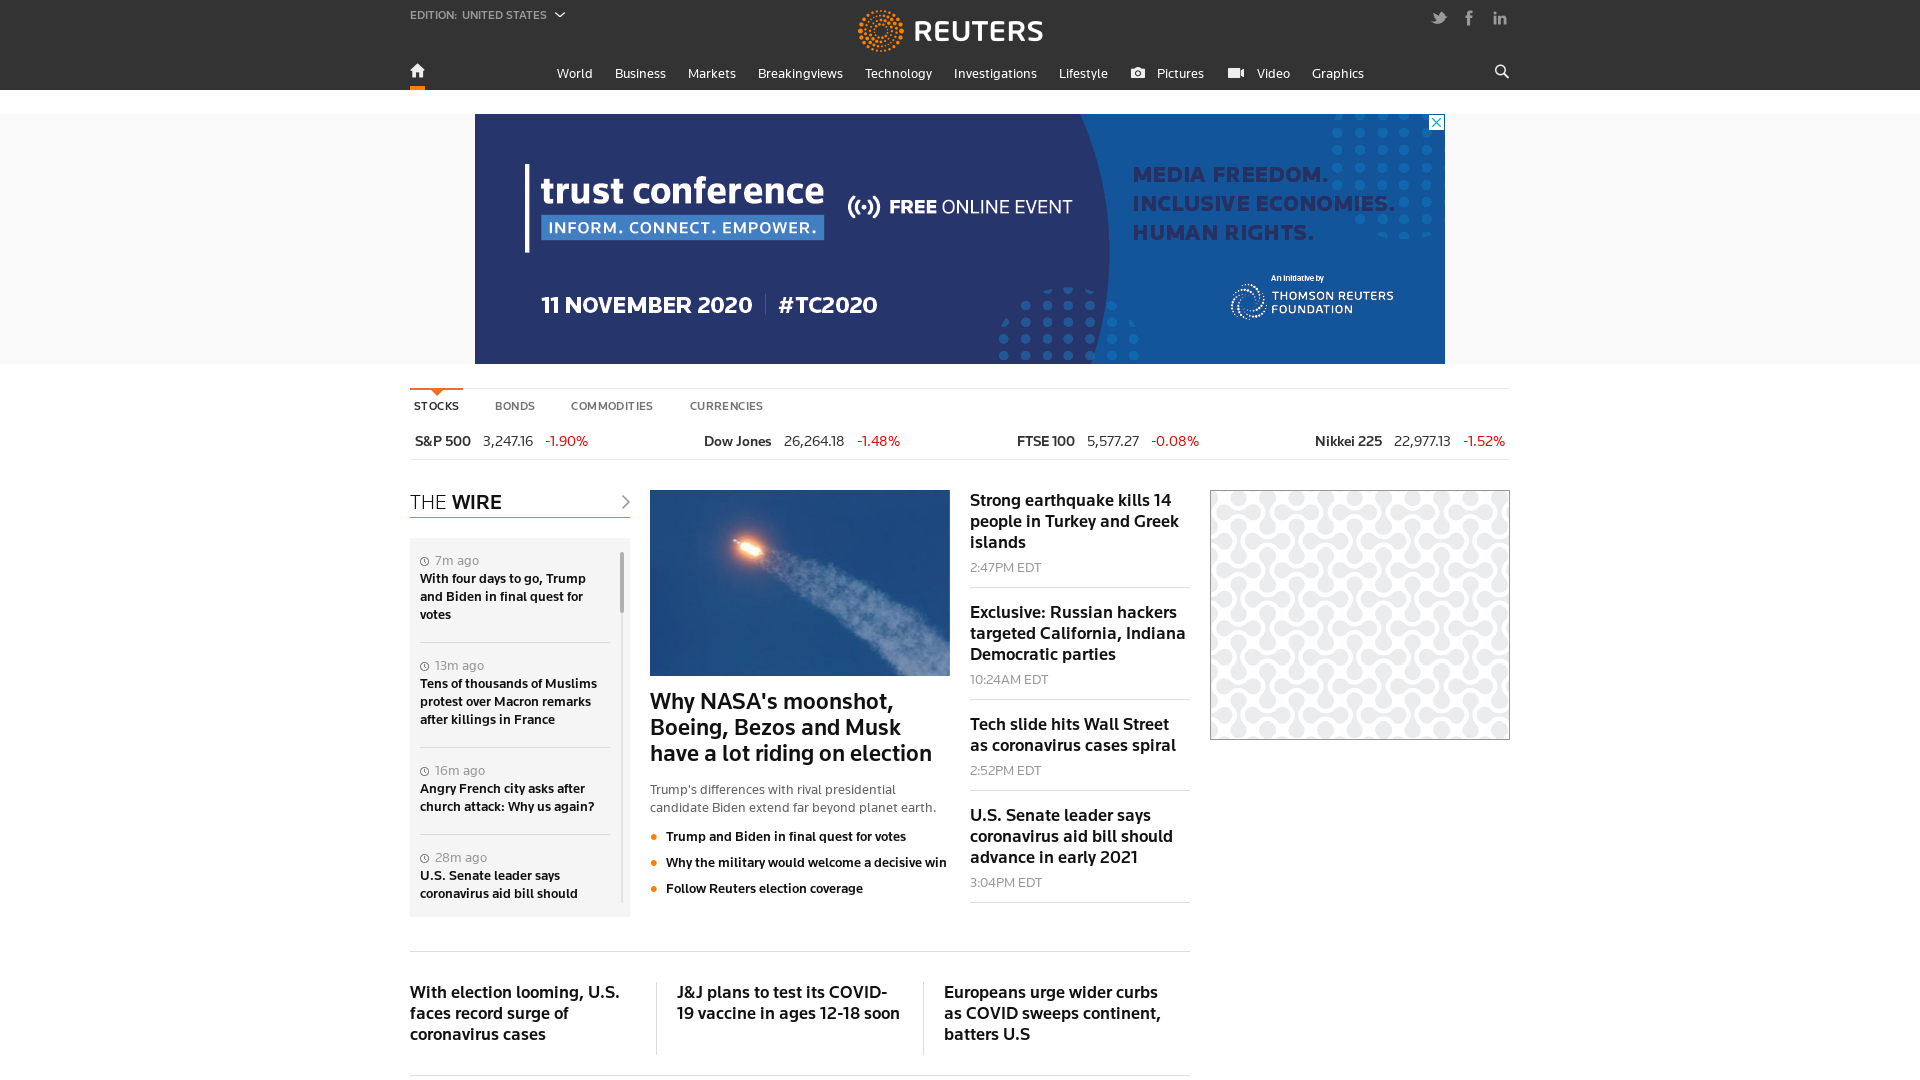 EDITION: UNITED STATES
REUTERS
World Business Markets Breakingviews Technology Investigations Lifestyle Pictures Video Graphics
trust conference
INFORM. CONNECT. EMPOWER.
FREE ONLINE EVENT
11 NOVEMBER 2020 #TC2020
MEDIA FREEDOM.
INCLUSIVE ECONOMIES.
HUMAN RIGHTS.
An initiative by
THOMSON REUTERS
FOUNDATION
STOCKS BONDS COMMODITIES CURRENCIES
S&P 500 3,247.16 -1.90% Dow Jones 26,264.18 -1.48% FTSE 100 5,577.27 -0.08% Nikkei 225 22,977.13 -1.52%
THE WIRE
7m ago
With four days to go, Trump
and Biden in final quest for
votes
13m ago
Tens of thousands of Muslims
protest over Macron remarks
after killings in France
16m ago
Angry French city asks after
church attack: Why us again?
28m ago
U.S. Senate leader says
coronavirus aid bill should
Why NASA's moonshot,
Boeing, Bezos and Musk
have a lot riding on election
Trump's differences with rival presidential
candidate Biden extend far beyond planet earth.
Trump and Biden in final quest for votes
Why the military would welcome a decisive win
Follow Reuters election coverage
Strong earthquake kills 14
people in Turkey and Greek
islands
2:47PM EDT
Exclusive: Russian hackers
targeted California, Indiana
Democratic parties
10:24AM EDT
Tech slide hits Wall Street
as coronavirus cases spiral
2:52PM EDT
U.S. Senate leader says
coronavirus aid bill should
advance in early 2021
3:04PM EDT
With election looming, U.S.
faces record surge of
coronavirus cases
J&J plans to test its COVID-
19 vaccine in ages 12-18 soon
Europeans urge wider curbs
as COVID sweeps continent,
batters U.S